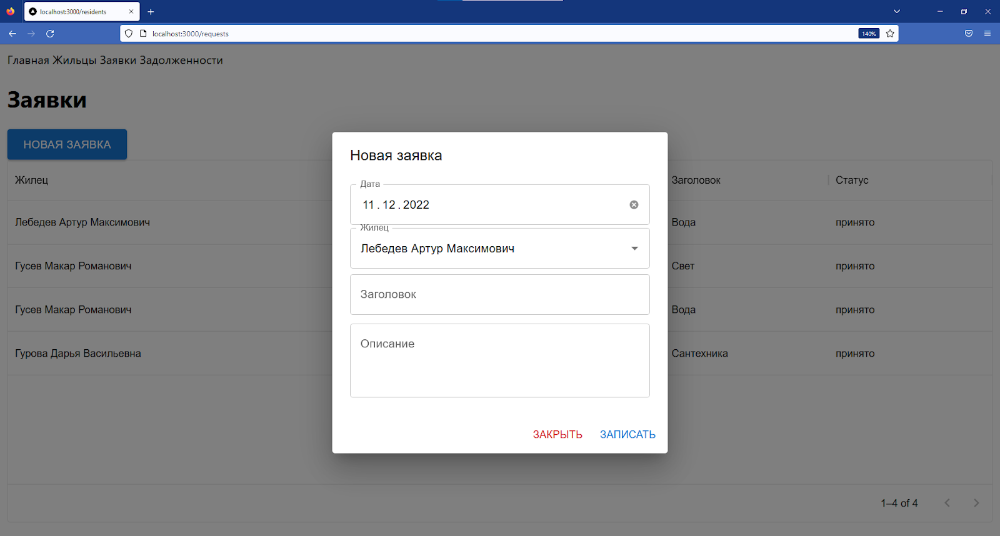 localhost:3000/residents
localhost:3000/requests
140%
Главная Жильцы Заявки Задолженности
Заявки
НОВАЯ ЗАЯВКА
Жилец Заголовок Статус
Лебедев Артур Максимович Вода принято
Гусев Макар Романович Свет принято
Гусев Макар Романович Вода принято
Гурова Дарья Васильевна Сантехника принято
1–4 of 4
Новая заявка
Дата
11.12.2022
Жилец
Лебедев Артур Максимович
Заголовок
Описание
ЗАКРЫТЬ ЗАПИСАТЬ